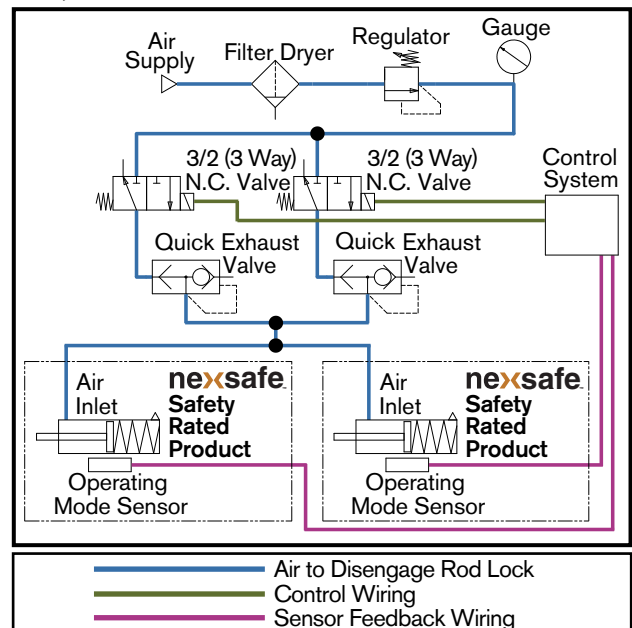 Air
Supply
Filter Dryer
Regulator
Gauge
3/2 (3 Way)
N.C. Valve
3/2 (3 Way)
N.C. Valve
Control
System
Quick Exhaust
Valve
Quick Exhaust
Valve
Air
Inlet
nexsafe™
Safety
Rated
Product
Operating
Mode Sensor
Air
Inlet
nexsafe™
Safety
Rated
Product
Operating
Mode Sensor
Air to Disengage Rod Lock
Control Wiring
Sensor Feedback Wiring